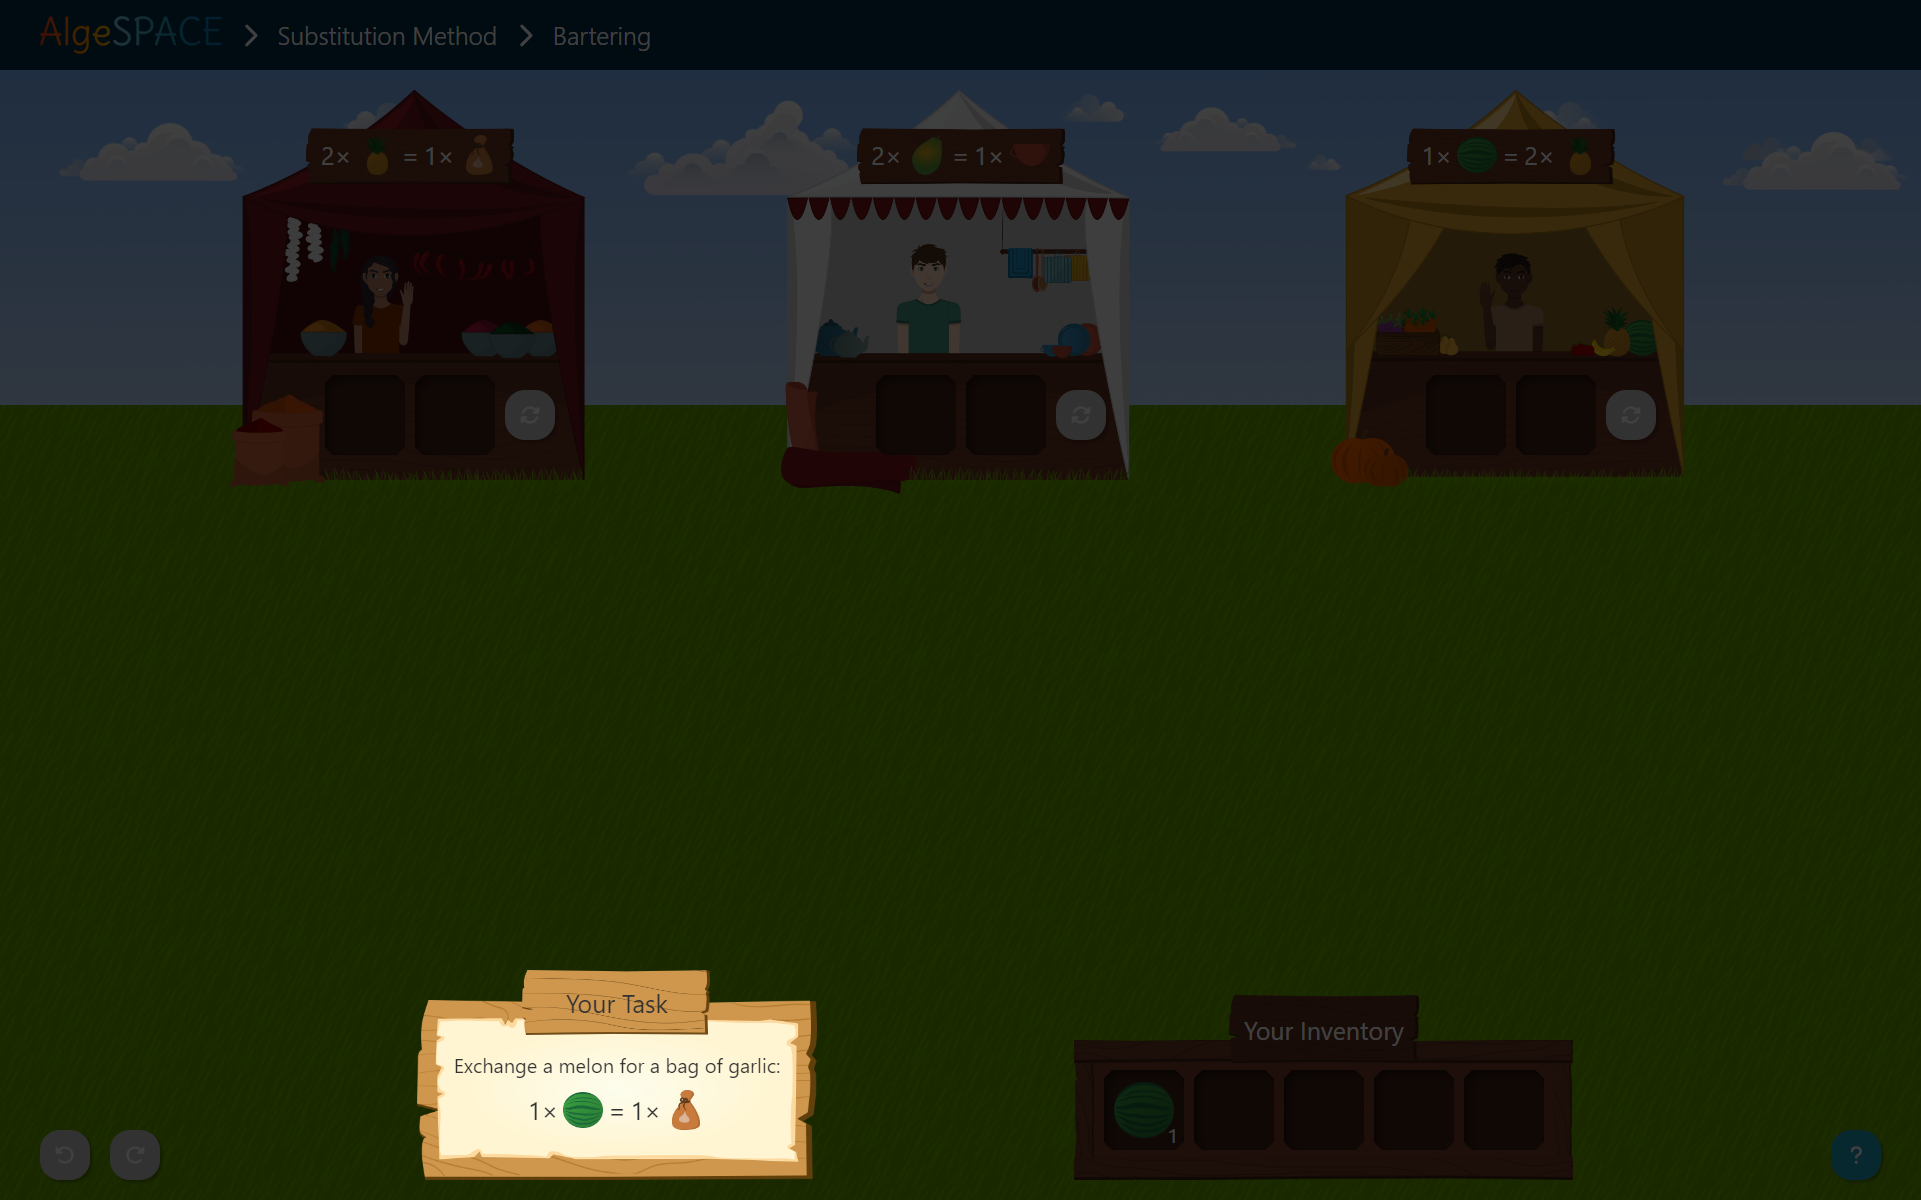 AlgeSPACE > Substitution Method > Bartering
2× = 1×
2× = 1×
1× = 2×
Your Task
Exchange a melon for a bag of garlic:
1× = 1×
Your Inventory
1
?